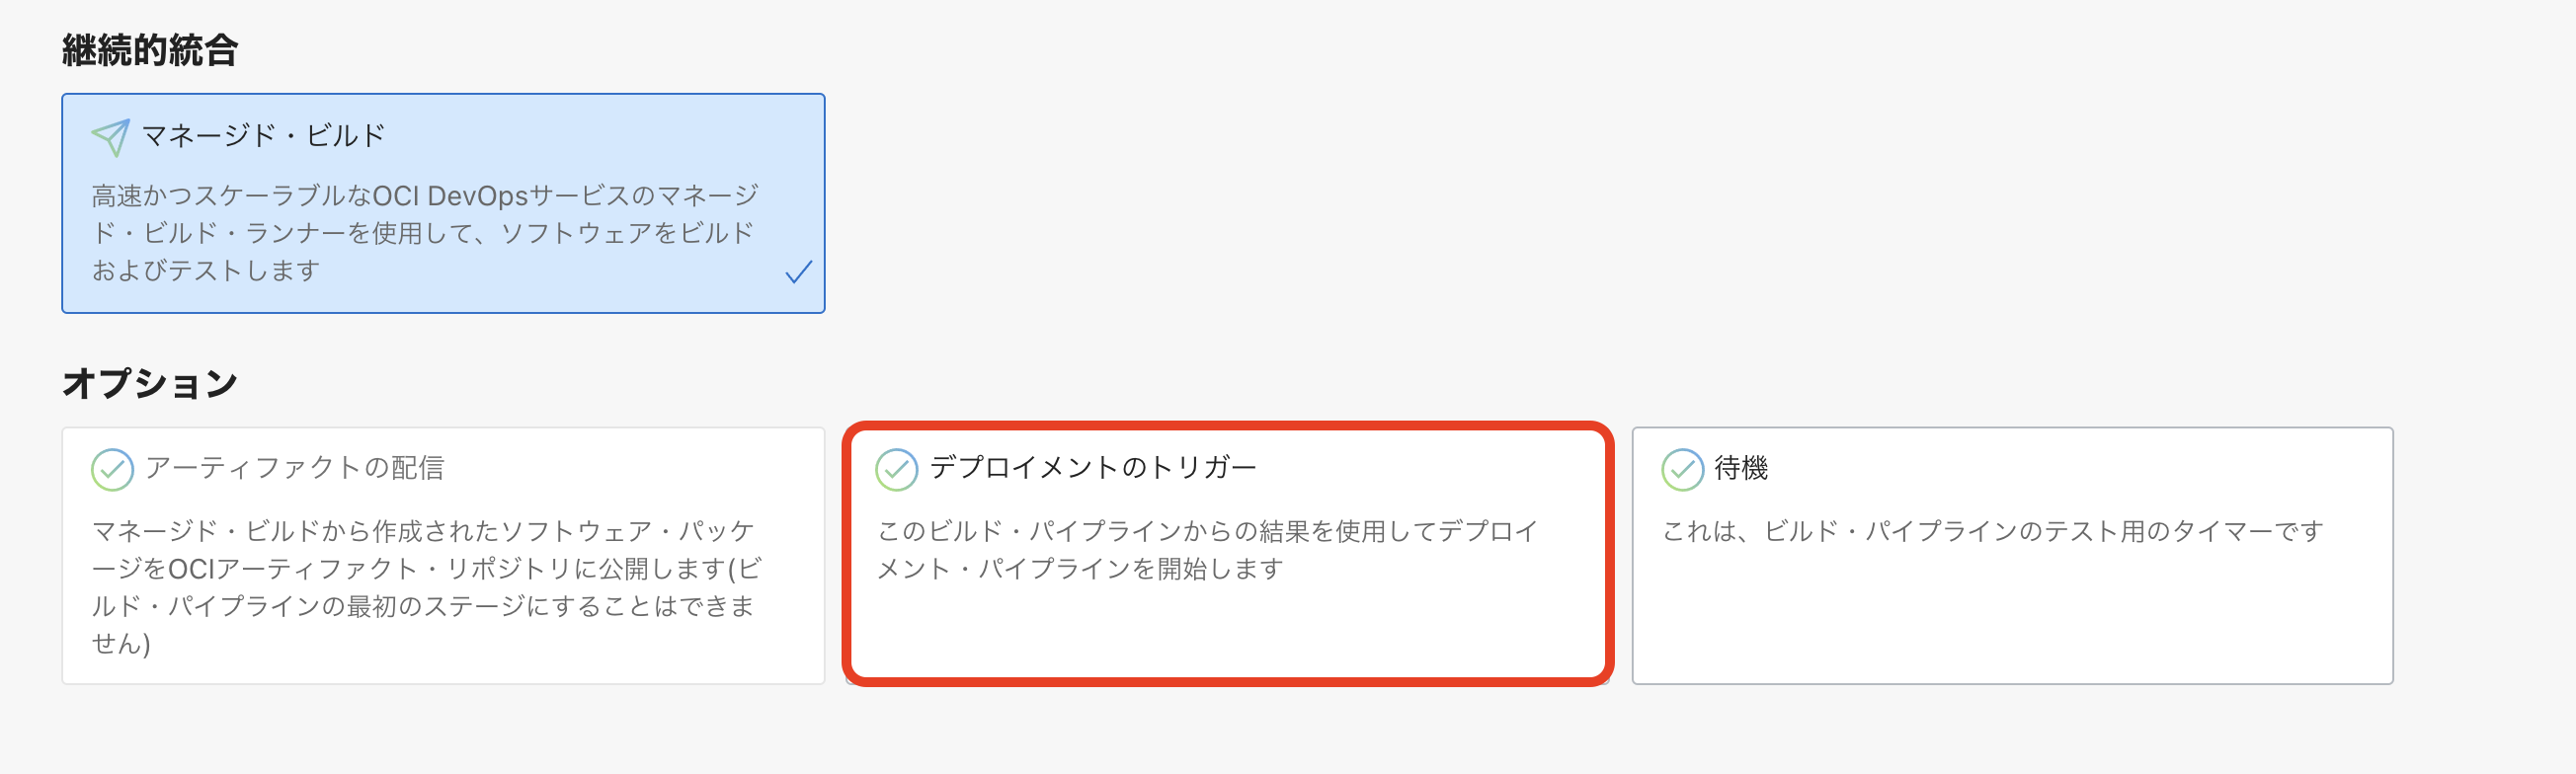 継続的統合
マネージド・ビルド
高速かつスケーラブルなOCI DevOpsサービスのマネージ
ド・ビルド・ランナーを使用して、ソフトウェアをビルド
およびテストします
オプション
アーティファクトの配信
マネージド・ビルドから作成されたソフトウェア・パッケ
ージをOCIアーティファクト・リポジトリに公開します(ビ
ルド・パイプラインの最初のステージにすることはできま
せん)
デプロイメントのトリガー
このビルド・パイプラインからの結果を使用してデプロイ
メント・パイプラインを開始します
待機
これは、ビルド・パイプラインのテスト用のタイマーです